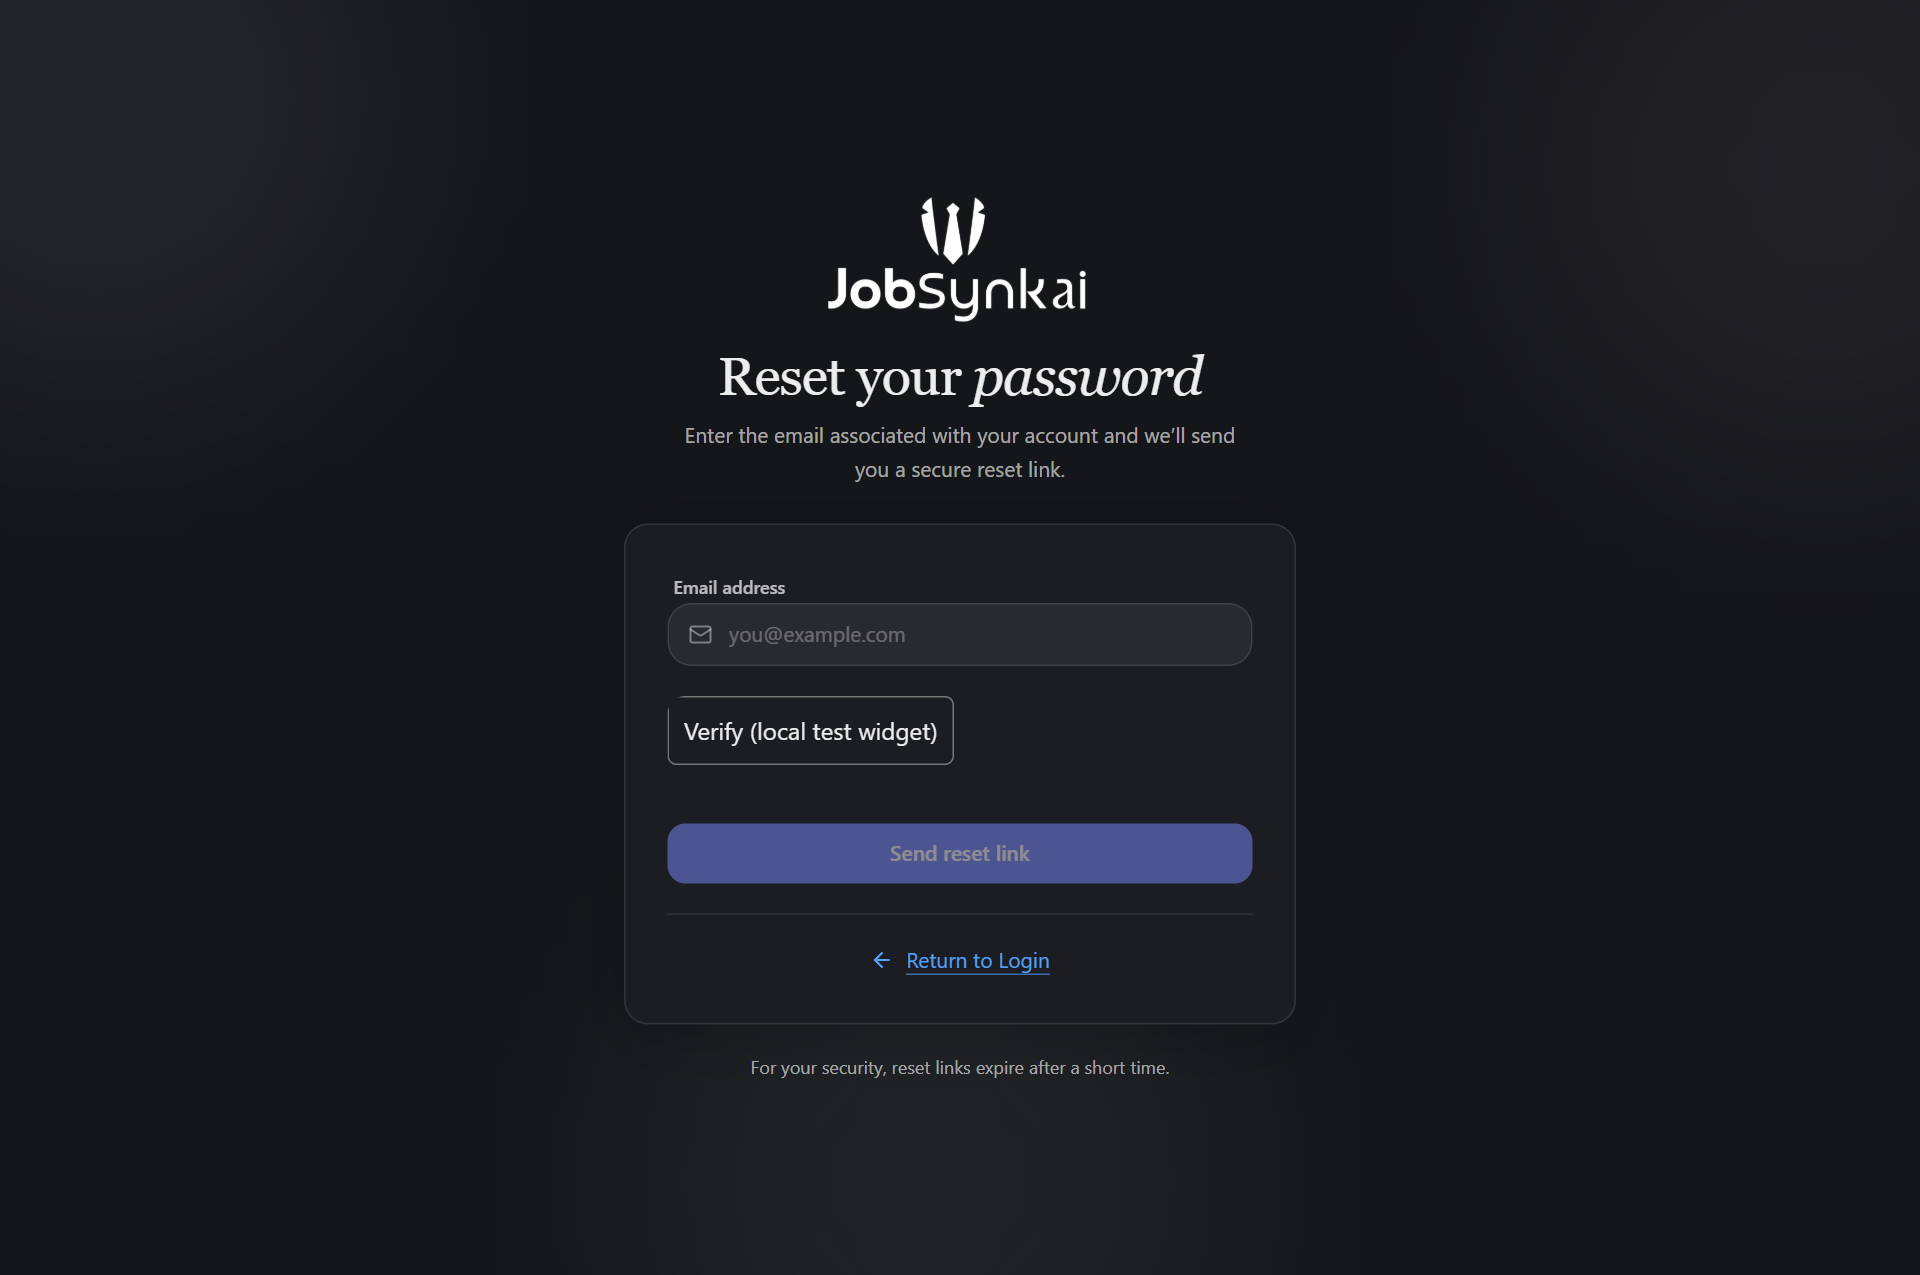 JobSynkai
Reset your password
Enter the email associated with your account and we’ll send
you a secure reset link.
Email address
you@example.com
Verify (local test widget)
Send reset link
Return to Login
For your security, reset links expire after a short time.